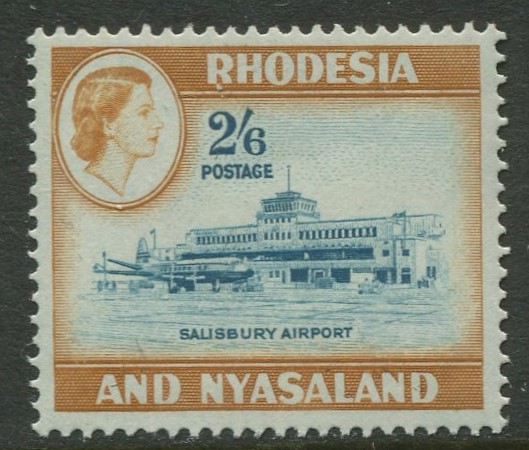 RHODESIA
2/6
POSTAGE
SALISBURY AIRPORT
AND NYASALAND